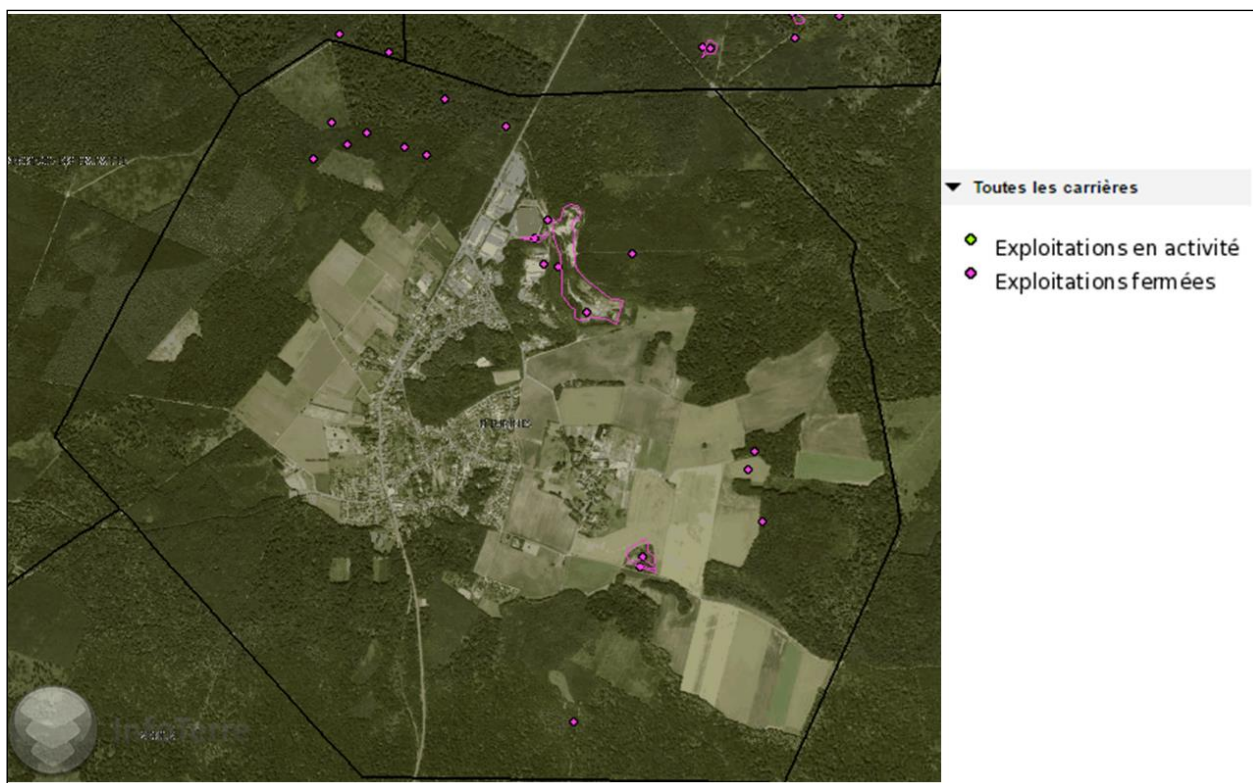 Toutes les carrières
Exploitations en activité
Exploitations fermées
InfoTerre